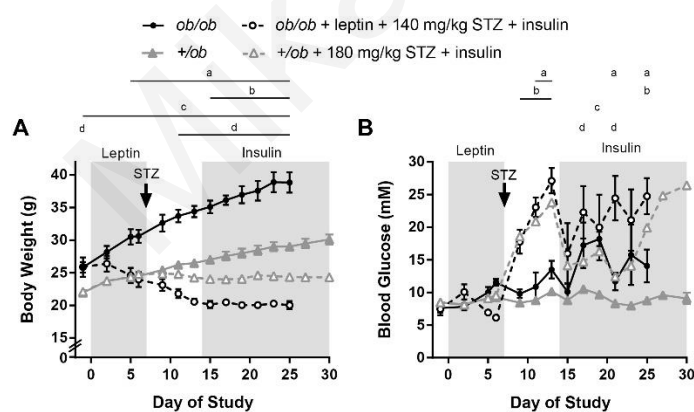 ob/ob
ob/ob + leptin + 140 mg/kg STZ + insulin
+/ob
+/ob + 180 mg/kg STZ + insulin
a
b
c
d
d
a
b
c
d
d
a
a
b
A
Leptin
Insulin
STZ
Body Weight (g)
40
35
30
25
20
15
0
0
5
10
15
20
25
30
Day of Study
B
Leptin
Insulin
STZ
Blood Glucose (mM)
30
25
20
15
10
5
0
0
5
10
15
20
25
30
Day of Study